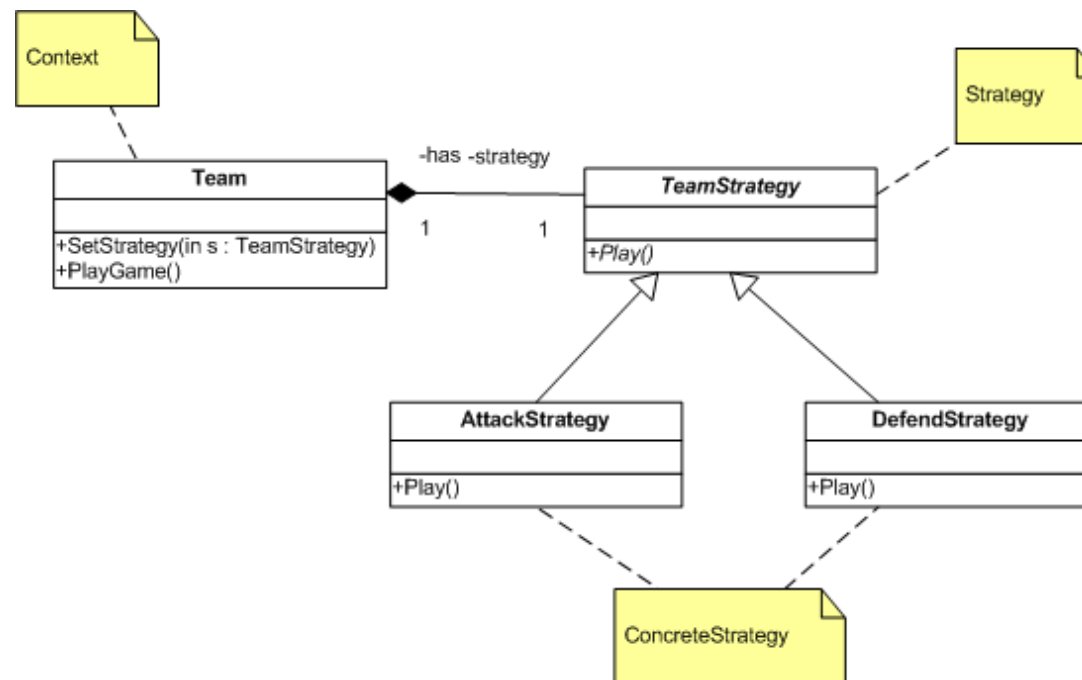 Context
Strategy
-has -strategy
Team
TeamStrategy
1 1
+SetStrategy(in s : TeamStrategy)
+PlayGame()
+Play()
AttackStrategy
DefendStrategy
+Play()
+Play()
ConcreteStrategy